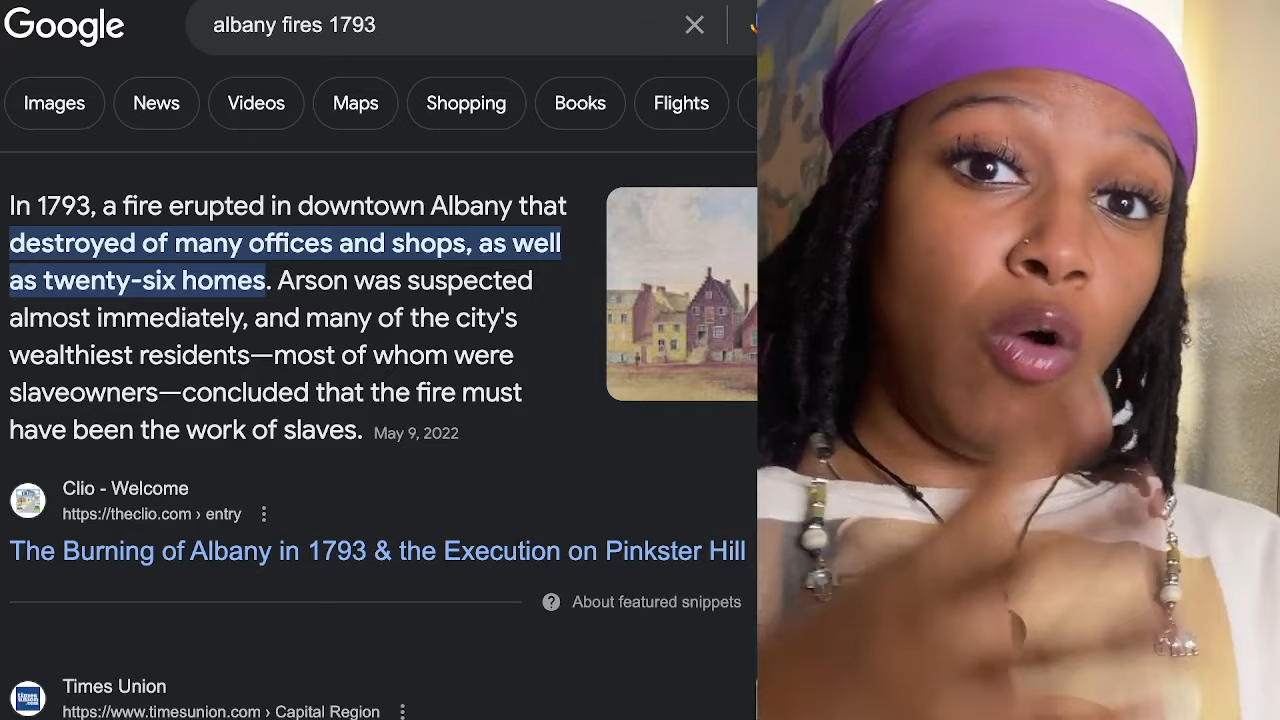 Google
albany fires 1793
Images
News
Videos
Maps
Shopping
Books
Flights
In 1793, a fire erupted in downtown Albany that
destroyed of many offices and shops, as well
as twenty-six homes. Arson was suspected
almost immediately, and many of the city's
wealthiest residents—most of whom were
slaveowners—concluded that the fire must
have been the work of slaves. May 9, 2022
Clio - Welcome
https://theclio.com › entry
The Burning of Albany in 1793 & the Execution on Pinkster Hill
About featured snippets
Times Union
https://www.timesunion.com › Capital Region